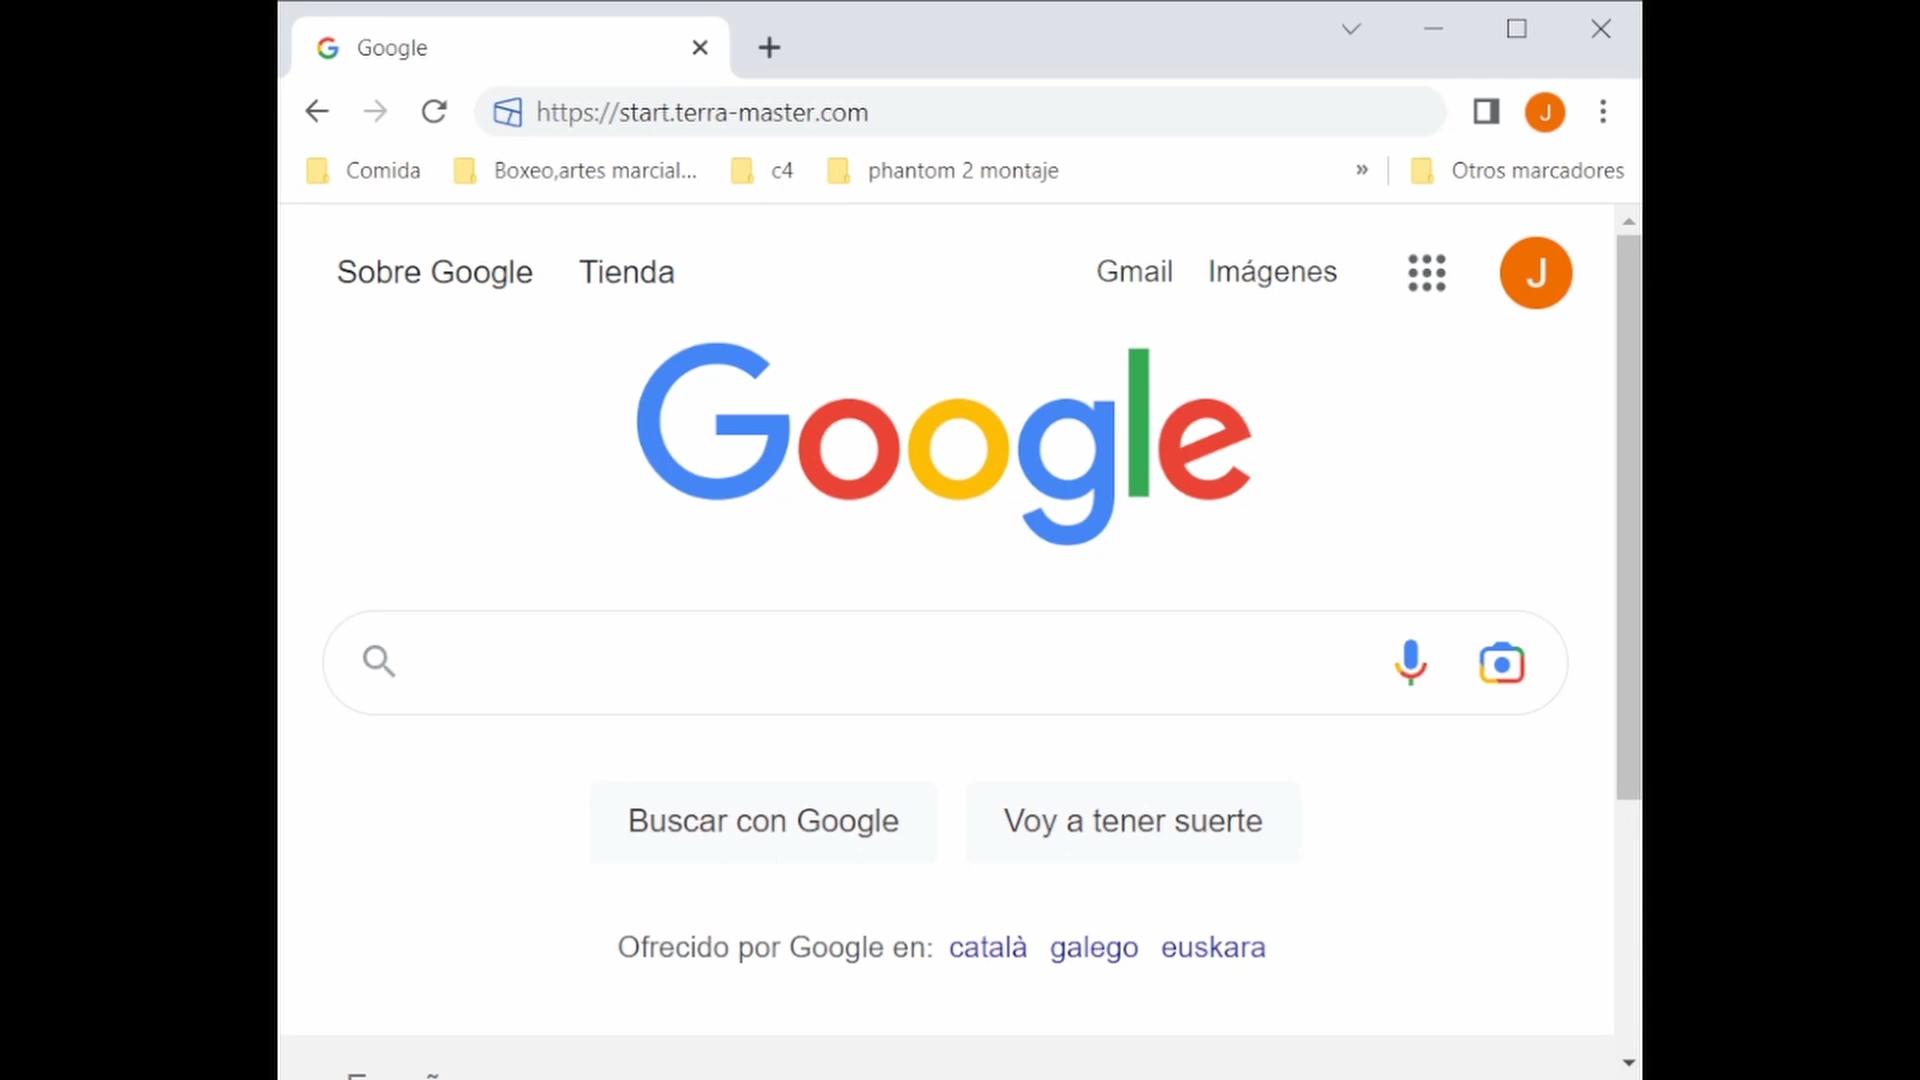 Google
https://start.terra-master.com
J
Comida
Boxeo,artes marcial...
c4
phantom 2 montaje
»
Otros marcadores
Sobre Google
Tienda
Gmail
Imágenes
J
Google
Buscar con Google
Voy a tener suerte
Ofrecido por Google en: català galego euskara